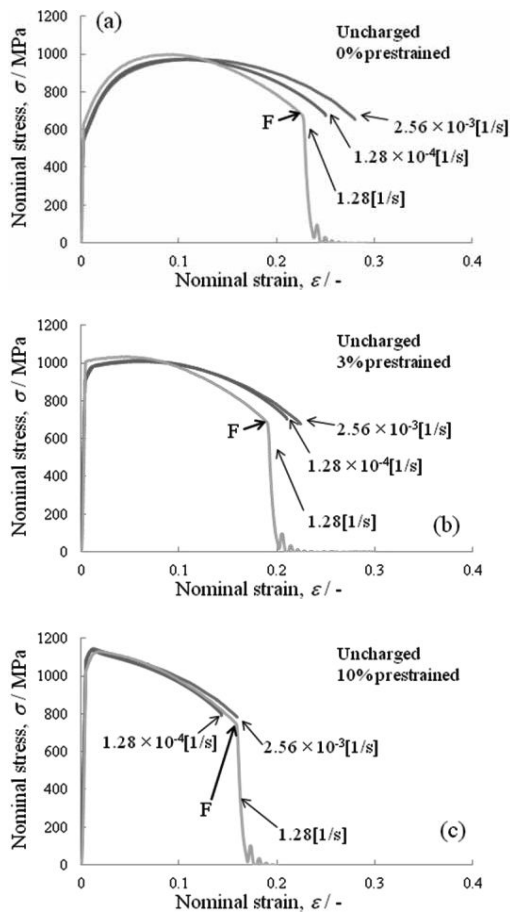 (a)
Uncharged
0% prestrained
Nominal stress, σ / MPa
1200
1000
800
600
400
200
0
F
2.56 × 10-3[1/s]
1.28 × 10-4[1/s]
1.28[1/s]
0 0.1 0.2 0.3 0.4
Nominal strain, ε / -
Uncharged
3% prestrained
Nominal stress, σ / MPa
1200
1000
800
600
400
200
0
F
2.56 × 10-3[1/s]
1.28 × 10-4[1/s]
1.28[1/s]
(b)
0 0.1 0.2 0.3 0.4
Nominal strain, ε / -
Uncharged
10% prestrained
Nominal stress, σ / MPa
1200
1000
800
600
400
200
0
1.28 × 10-4[1/s]
2.56 × 10-3[1/s]
F
1.28[1/s]
(c)
0 0.1 0.2 0.3 0.4
Nominal strain, ε / -